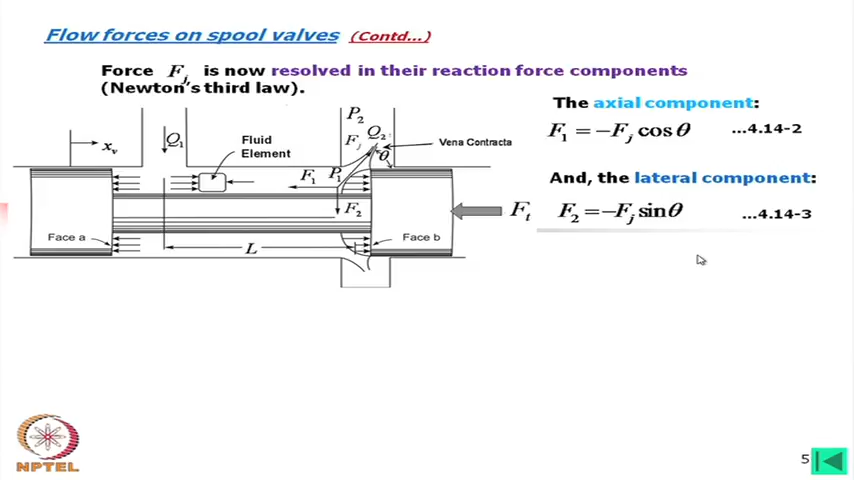 Flow forces on spool valves (Contd...)
Force F_j is now resolved in their reaction force components
(Newton's third law).
The axial component:
F_1 = -F_j cosθ ...4.14-2
And, the lateral component:
F_2 = -F_j sinθ ...4.14-3
x_v
Q_1
Fluid
Element
P_2
F_j
Q_2
θ
Vena Contracta
F_1
P_1
F_2
F_t
Face a
L
Face b
NPTEL
5